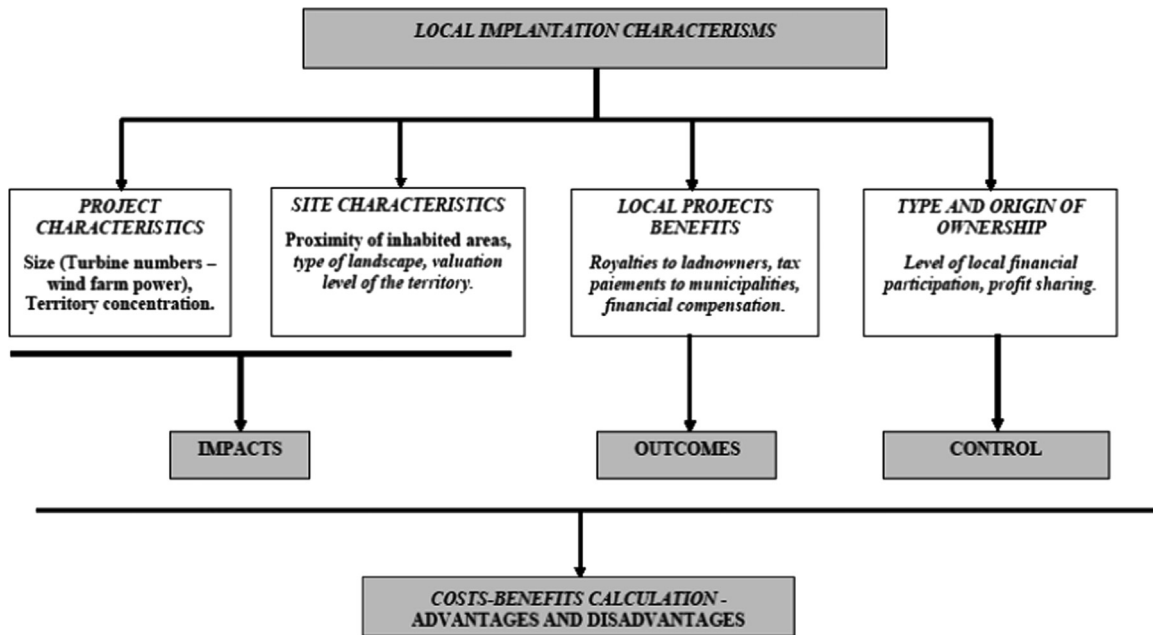 LOCAL IMPLANTATION CHARACTERISMS
PROJECT
CHARACTERISTICS
Size (Turbine numbers –
wind farm power),
Territory concentration.
SITE CHARACTERISTICS
Proximity of inhabited areas,
type of landscape, valuation
level of the territory.
LOCAL PROJECTS
BENEFITS
Royalties to ladnowners, tax
paiements to municipalities,
financial compensation.
TYPE AND ORIGIN OF
OWNERSHIP
Level of local financial
participation, profit sharing.
IMPACTS
OUTCOMES
CONTROL
COSTS-BENEFITS CALCULATION -
ADVANTAGES AND DISADVANTAGES